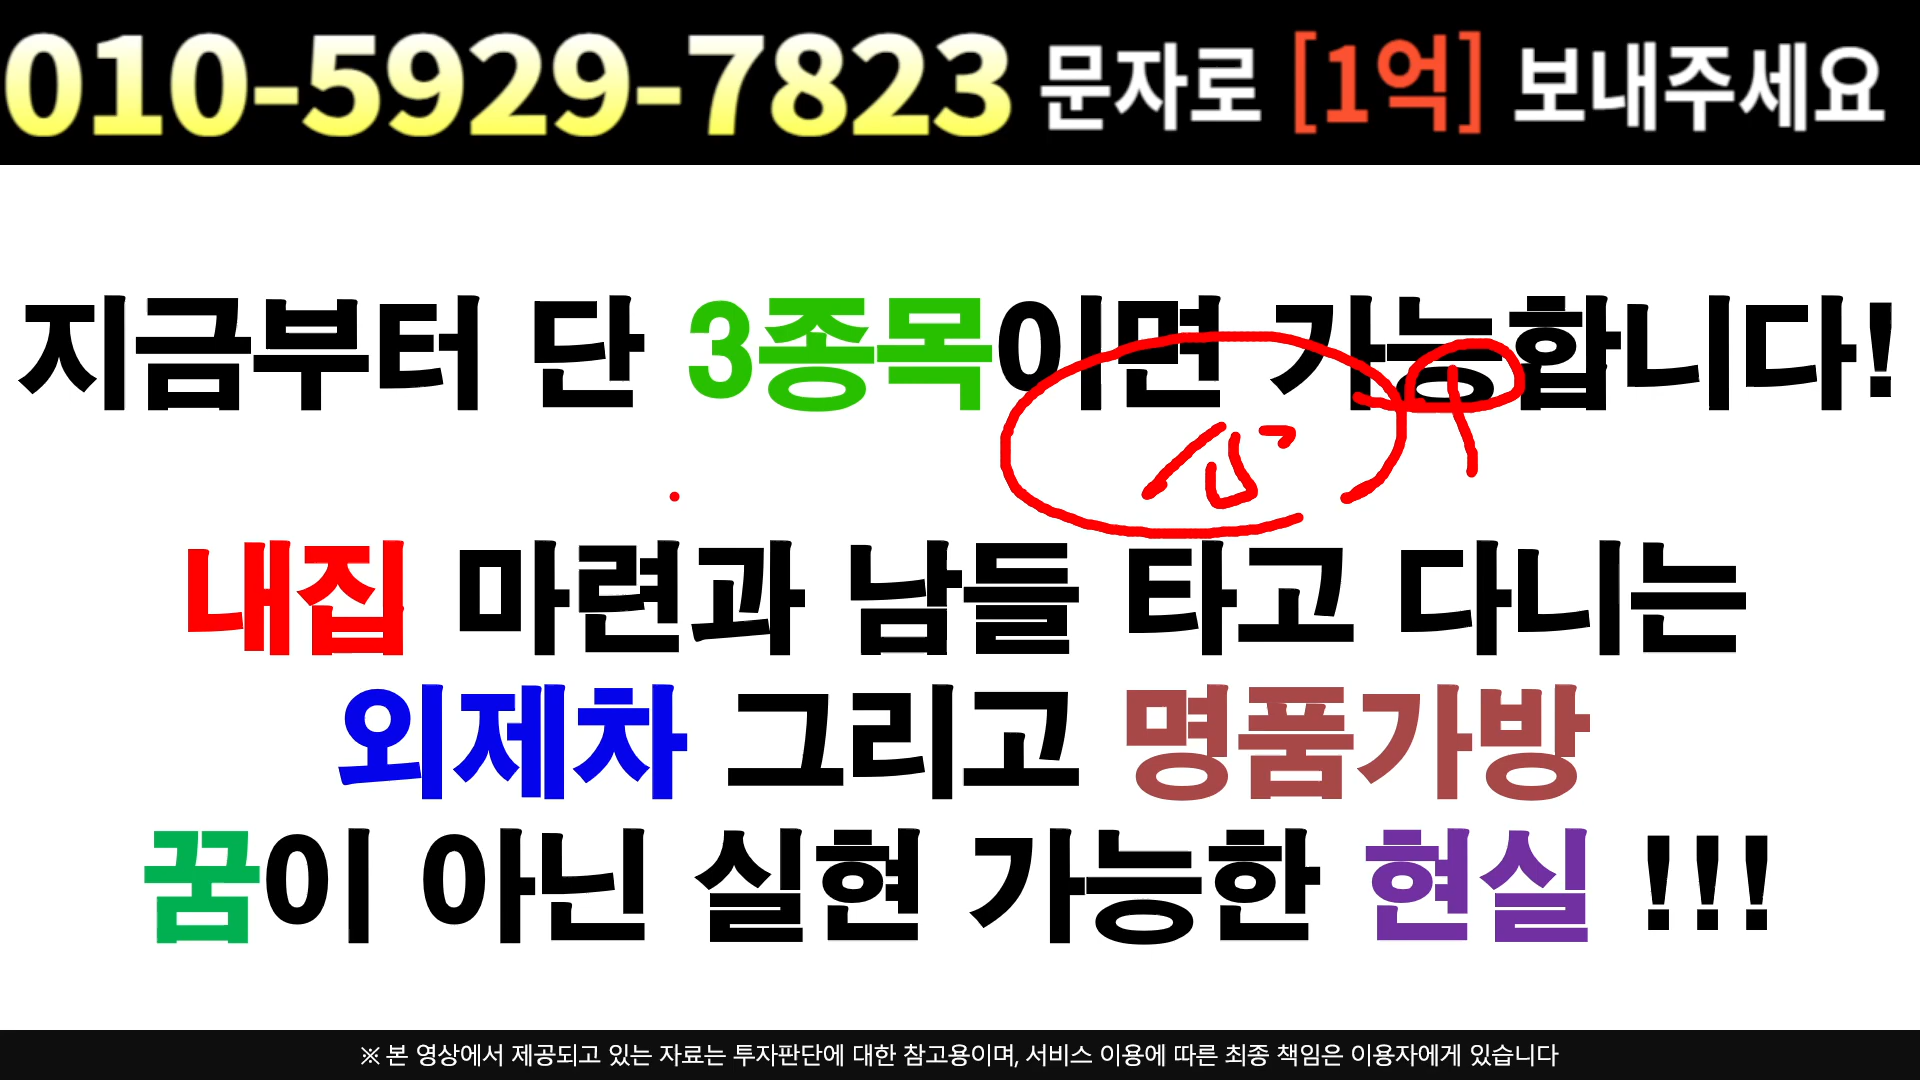 010-5929-7823 문자로 [1억] 보내주세요
지금부터 단 3종목이면 가능합니다!
내집 마련과 남들 타고 다니는
외제차 그리고 명품가방
꿈이 아닌 실현 가능한 현실 !!!
※ 본 영상에서 제공되고 있는 자료는 투자판단에 대한 참고용이며, 서비스 이용에 따른 최종 책임은 이용자에게 있습니다